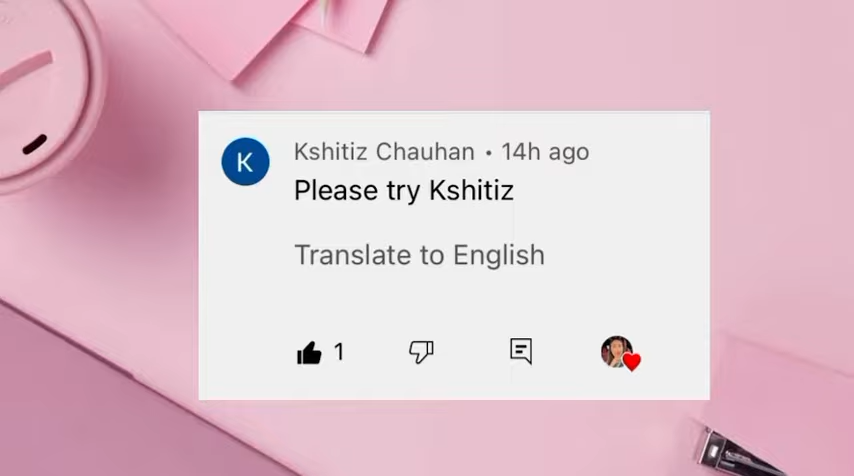 K
Kshitiz Chauhan • 14h ago
Please try Kshitiz
Translate to English
1